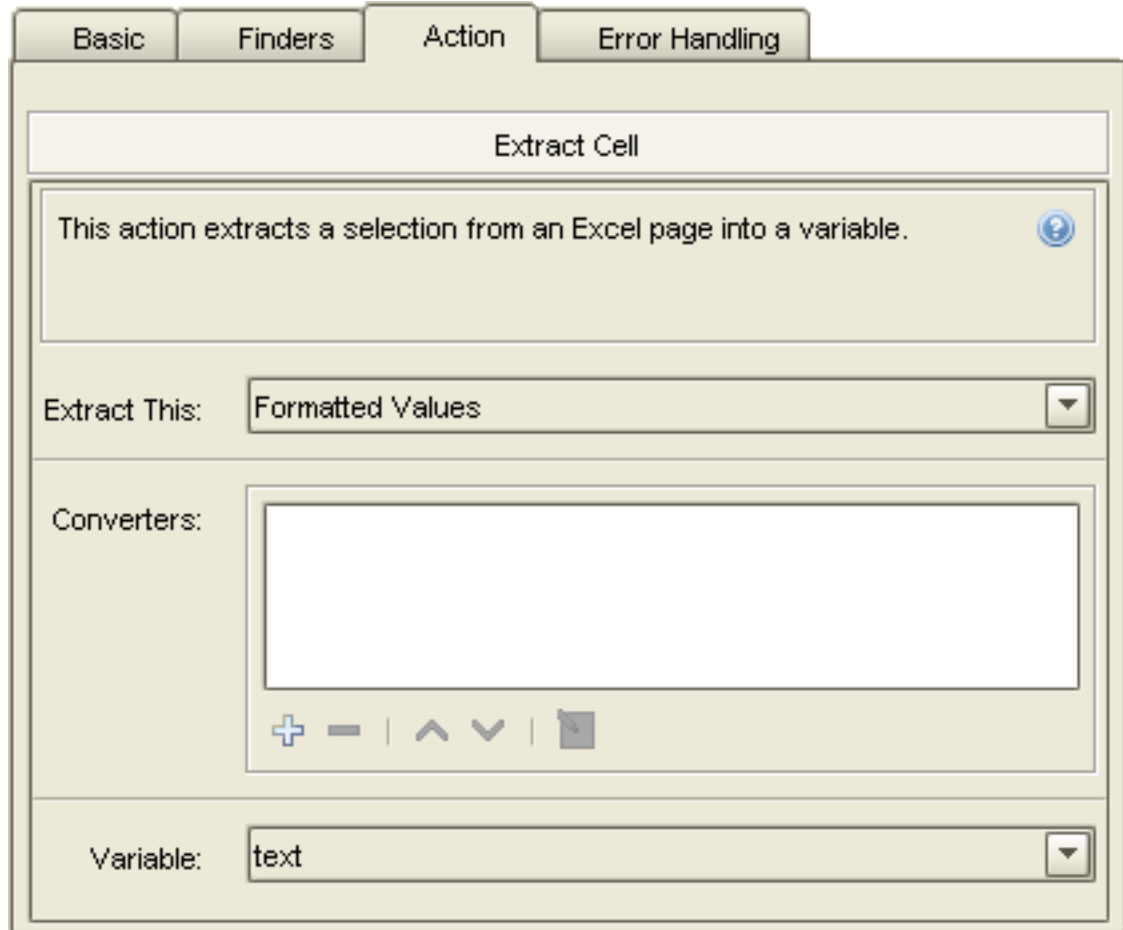 Basic Finders Action Error Handling
Extract Cell
This action extracts a selection from an Excel page into a variable.
Extract This: Formatted Values
Converters:
Variable: text